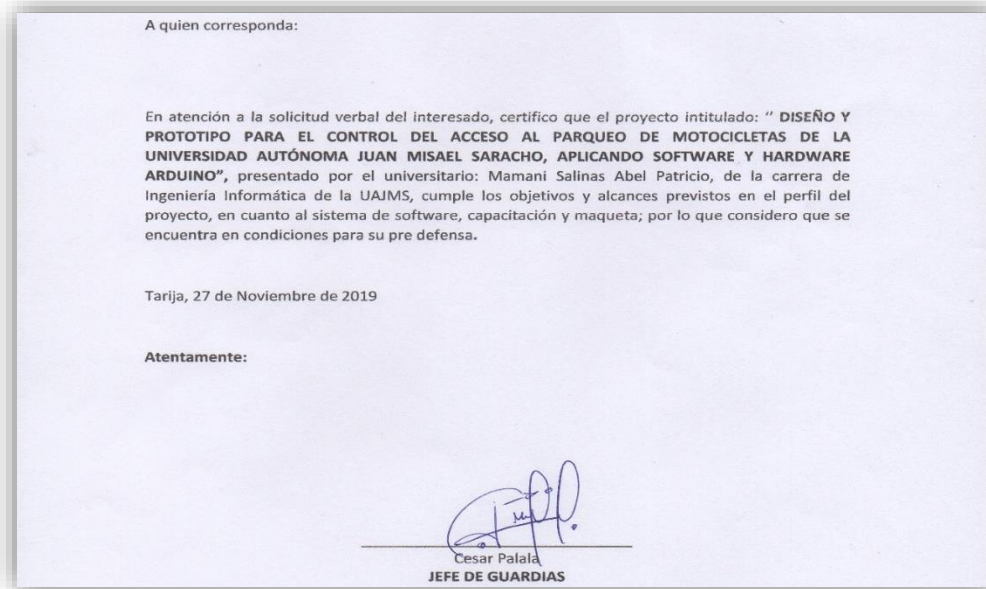 A quien corresponda:
En atención a la solicitud verbal del interesado, certifico que el proyecto intitulado: “ DISEÑO Y
PROTOTIPO PARA EL CONTROL DEL ACCESO AL PARQUEO DE MOTOCICLETAS DE LA
UNIVERSIDAD AUTÓNOMA JUAN MISAEL SARACHO, APLICANDO SOFTWARE Y HARDWARE
ARDUINO”, presentado por el universitario: Mamani Salinas Abel Patricio, de la carrera de
Ingeniería Informática de la UAJMS, cumple los objetivos y alcances previstos en el perfil del
proyecto, en cuanto al sistema de software, capacitación y maqueta; por lo que considero que se
encuentra en condiciones para su pre defensa.
Tarija, 27 de Noviembre de 2019
Atentamente:
Cesar Palala
JEFE DE GUARDIAS